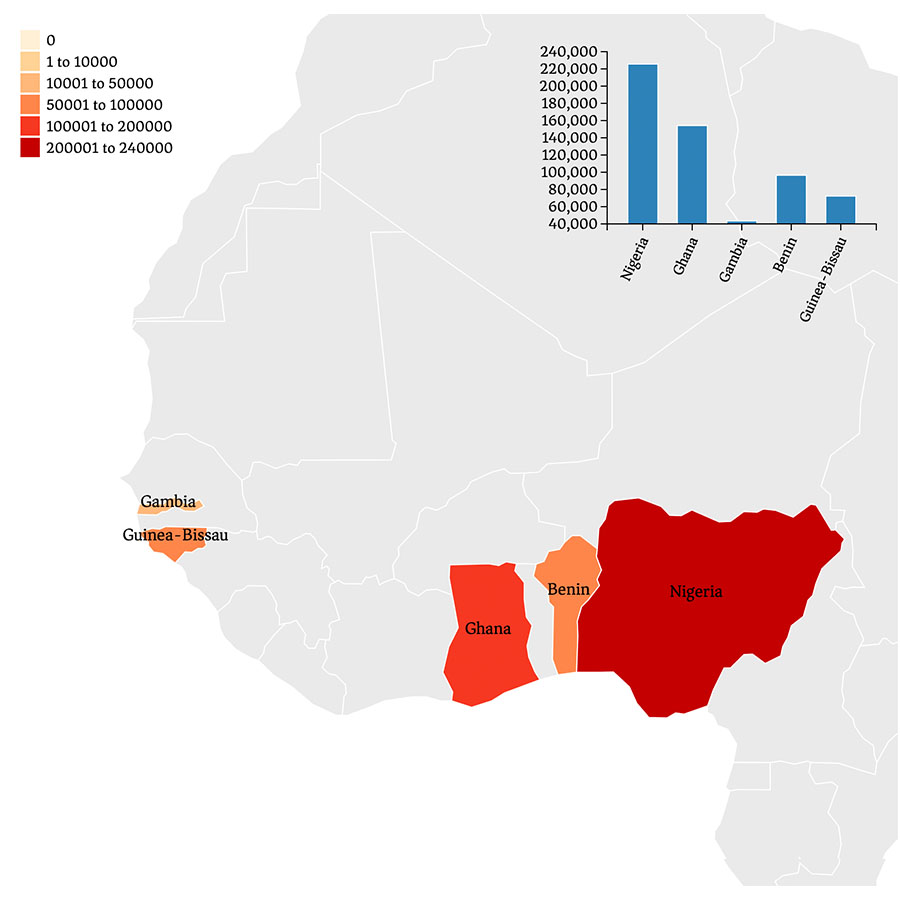 0
1 to 10000
10001 to 50000
50001 to 100000
100001 to 200000
200001 to 240000
240,000
220,000
200,000
180,000
160,000
140,000
120,000
100,000
80,000
60,000
40,000
Nigeria
Ghana
Gambia
Benin
Guinea-Bissau
Gambia
Guinea-Bissau
Benin
Nigeria
Ghana